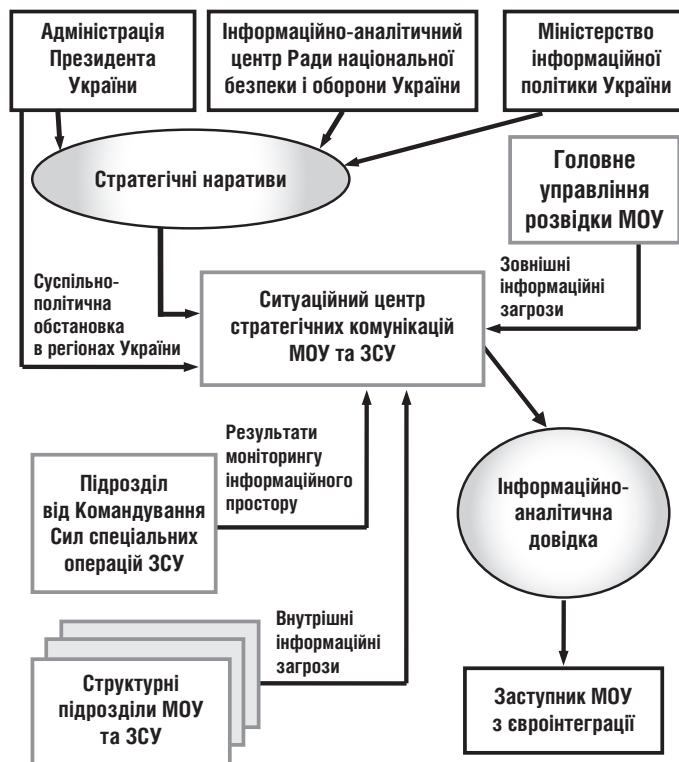 Адміністрація
Президента
України
Інформаційно-аналітичний
центр Ради національної
безпеки і оборони України
Міністерство
інформаційної
політики України
Стратегічні наративи
Головне
управління
розвідки МОУ
Суспільно-
політична
обстановка
в регіонах України
Ситуаційний центр
стратегічних комунікацій
МОУ та ЗСУ
Зовнішні
інформаційні
загрози
Результати
моніторингу
інформаційного
простору
Підрозділ
від Командування
Сил спеціальних
операцій ЗСУ
Інформаційно-
аналітична
довідка
Внутрішні
інформаційні
загрози
Структурні
підрозділи МОУ
та ЗСУ
Заступник МОУ
з євроінтеграції